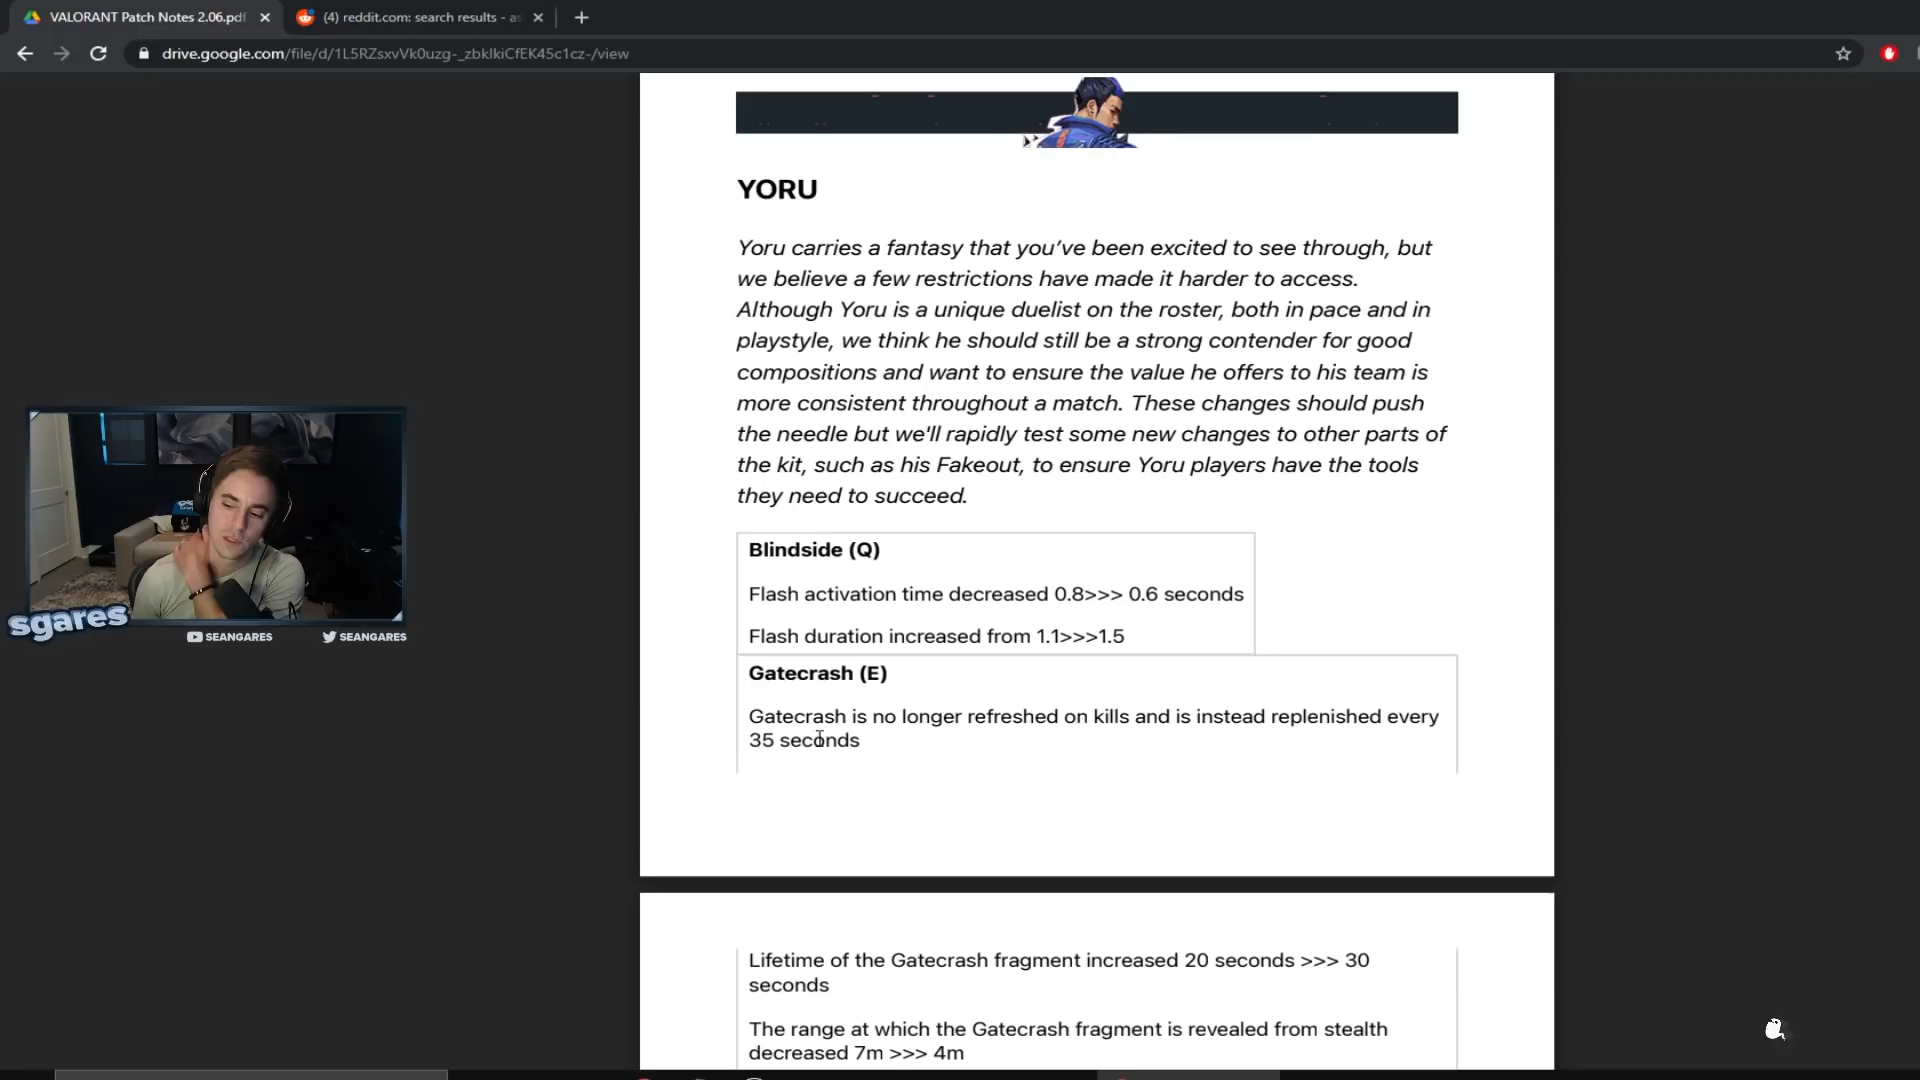 VALORANT Patch Notes 2.06.pdf
(4) reddit.com: search results - as
drive.google.com/file/d/1L5RZsxvVk0uzg-_zbklkiCfEK45c1cz-/view
YORU
Yoru carries a fantasy that you’ve been excited to see through, but
we believe a few restrictions have made it harder to access.
Although Yoru is a unique duelist on the roster, both in pace and in
playstyle, we think he should still be a strong contender for good
compositions and want to ensure the value he offers to his team is
more consistent throughout a match. These changes should push
the needle but we'll rapidly test some new changes to other parts of
the kit, such as his Fakeout, to ensure Yoru players have the tools
they need to succeed.
Blindside (Q)
Flash activation time decreased 0.8>>> 0.6 seconds
Flash duration increased from 1.1>>>1.5
Gatecrash (E)
Gatecrash is no longer refreshed on kills and is instead replenished every
35 seconds
Lifetime of the Gatecrash fragment increased 20 seconds >>> 30
seconds
The range at which the Gatecrash fragment is revealed from stealth
decreased 7m >>> 4m
sgares
SEANGARES
SEANGARES